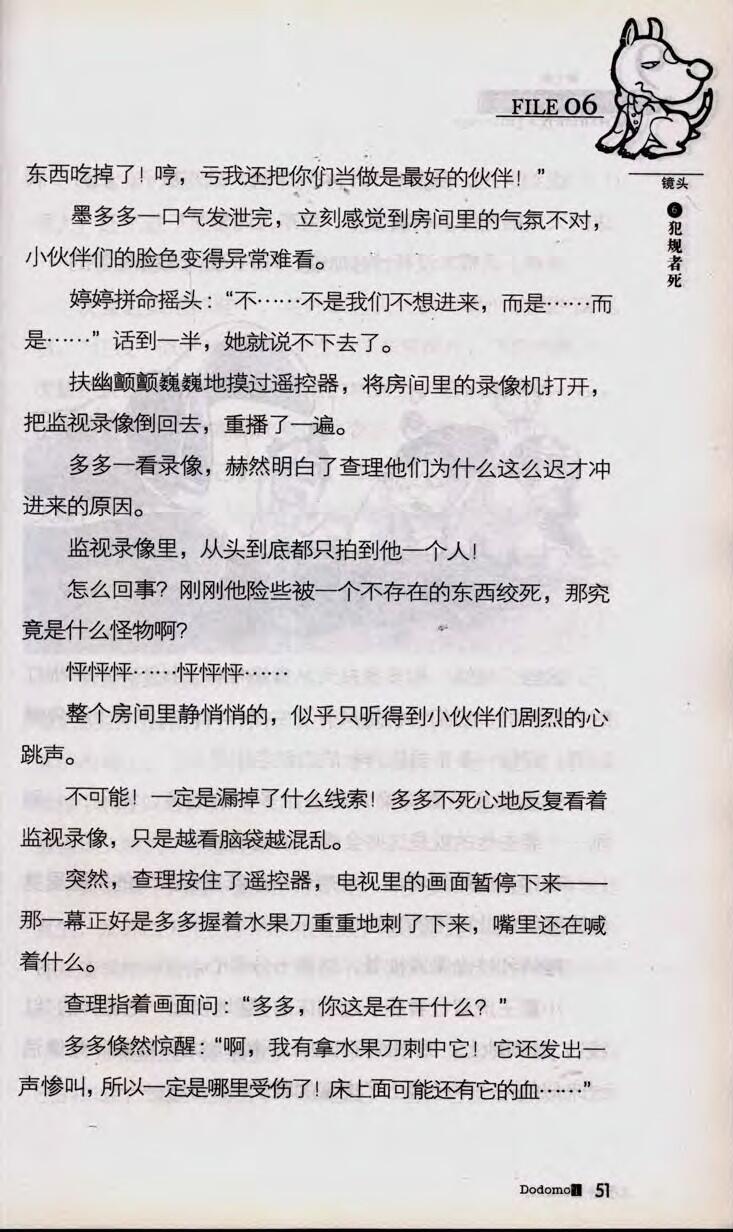 FILE 06
镜头
❻犯规者死
东西吃掉了！哼，亏我还把你们当做是最好的伙伴！”
墨多多一口气发泄完，立刻感觉到房间里的气氛不对，
小伙伴们的脸色变得异常难看。
婷婷拼命摇头：“不……不是我们不想进来，而是……而
是……”话到一半，她就说不下去了。
扶幽颤颤巍巍地摸过遥控器，将房间里的录像机打开，
把监视录像倒回去，重播了一遍。
多多一看录像，赫然明白了查理他们为什么这么迟才冲
进来的原因。
监视录像里，从头到底都只拍到他一个人！
怎么回事？刚刚他险些被一个不存在的东西绞死，那究
竟是什么怪物啊？
怦怦怦……怦怦怦……
整个房间里静悄悄的，似乎只听得到小伙伴们剧烈的心
跳声。
不可能！一定是漏掉了什么线索！多多不死心地反复看着
监视录像，只是越看脑袋越混乱。
突然，查理按住了遥控器，电视里的画面暂停下来——
那一幕正好是多多握着水果刀重重地刺了下来，嘴里还在喊
着什么。
查理指着画面问：“多多，你这是在干什么？”
多多倏然惊醒：“啊，我有拿水果刀刺中它！它还发出一
声惨叫，所以一定是哪里受伤了！床上面可能还有它的血……”
Dodomo 51